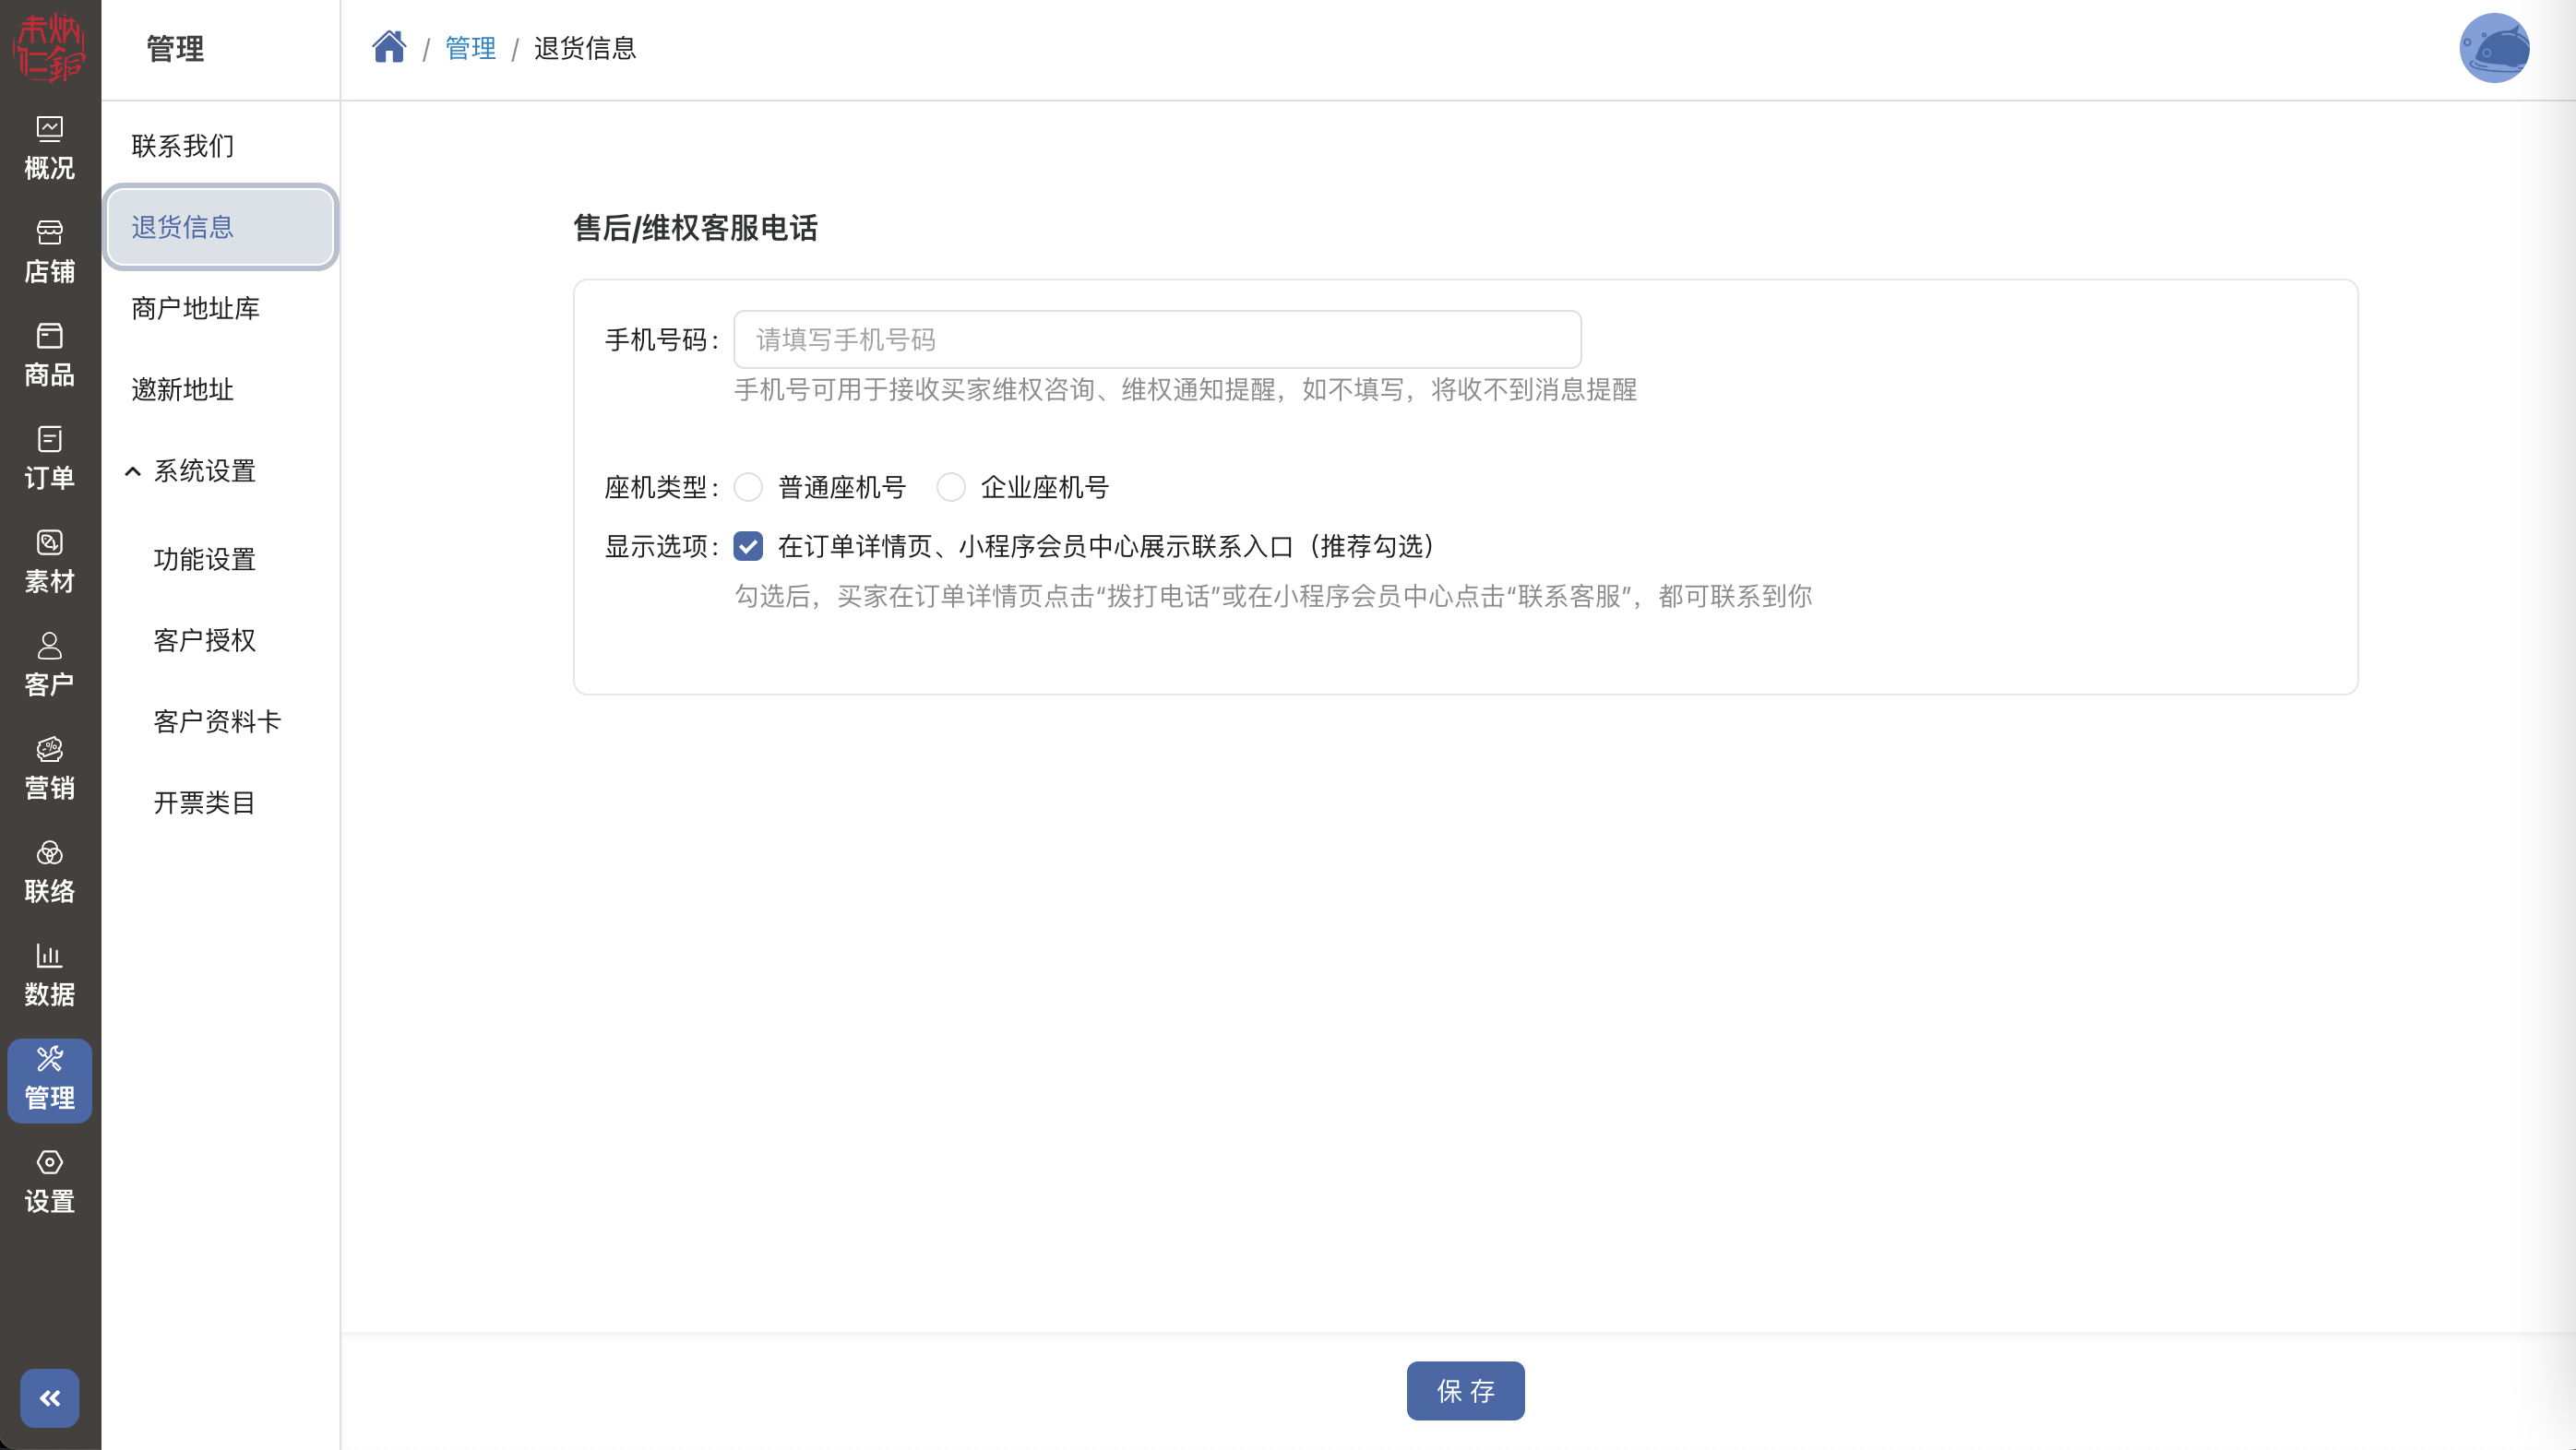 管理
/ 管理 / 退货信息
概况
店铺
商品
订单
素材
客户
营销
联络
数据
管理
设置
联系我们
退货信息
商户地址库
邀新地址
系统设置
功能设置
客户授权
客户资料卡
开票类目
售后/维权客服电话
手机号码: 请填写手机号码
手机号可用于接收买家维权咨询、维权通知提醒，如不填写，将收不到消息提醒
座机类型: 普通座机号 企业座机号
显示选项: 在订单详情页、小程序会员中心展示联系入口（推荐勾选）
勾选后，买家在订单详情页点击“拨打电话”或在小程序会员中心点击“联系客服”，都可联系到你
保 存